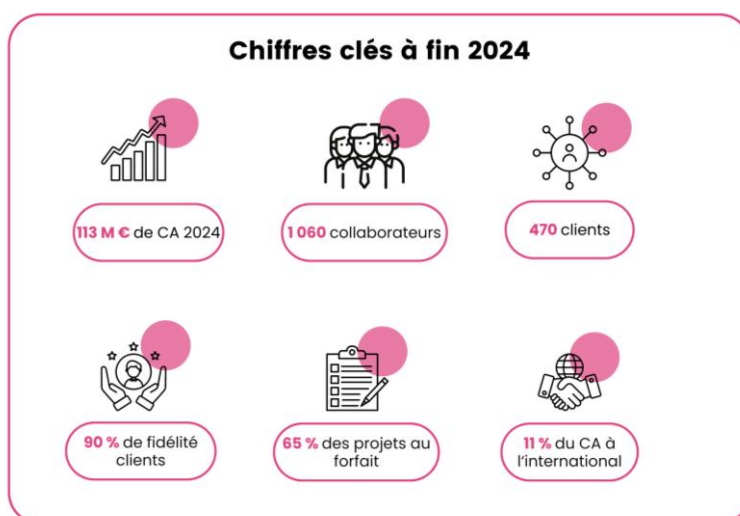 Chiffres clés à fin 2024
113 M € de CA 2024
1 060 collaborateurs
470 clients
90 % de fidélité
clients
65 % des projets au
forfait
11 % du CA à
l'international